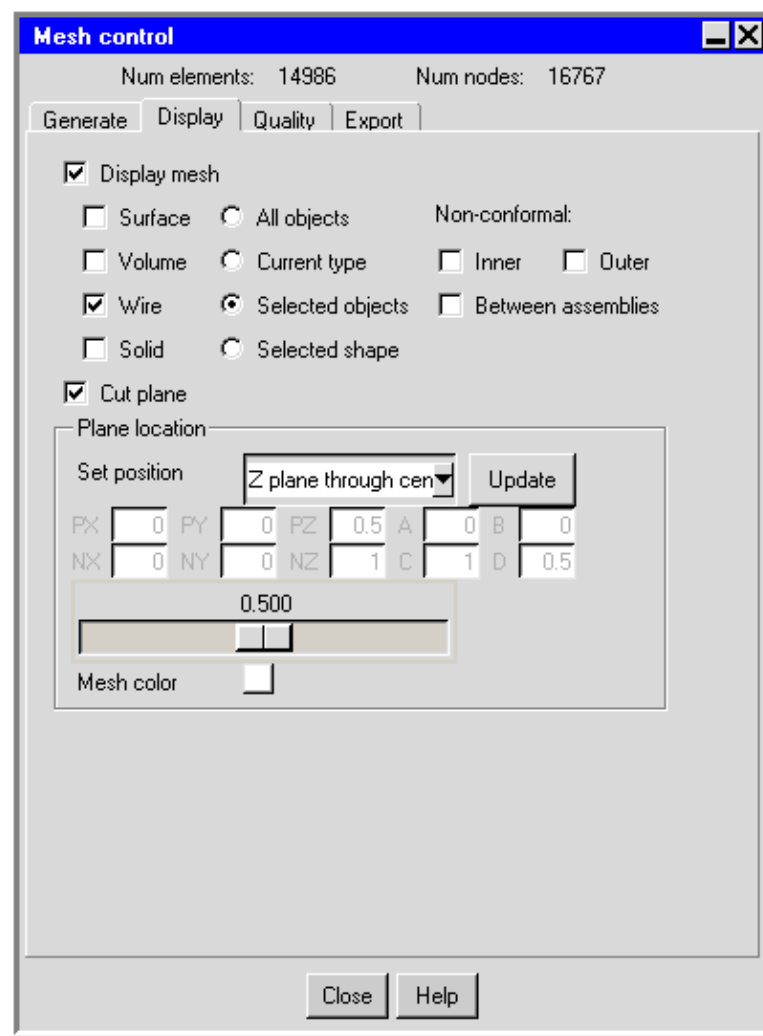 Mesh control
Num elements: 14986 Num nodes: 16767
Generate Display Quality Export
Display mesh
Surface All objects Non-conformal:
Volume Current type Inner Outer
Wire Selected objects Between assemblies
Solid Selected shape
Cut plane
Plane location
Set position Z plane through cen Update
PX 0 PY 0 PZ 0.5 A 0 B 0
NX 0 NY 0 NZ 1 C 1 D 0.5
0.500
Mesh color
Close Help